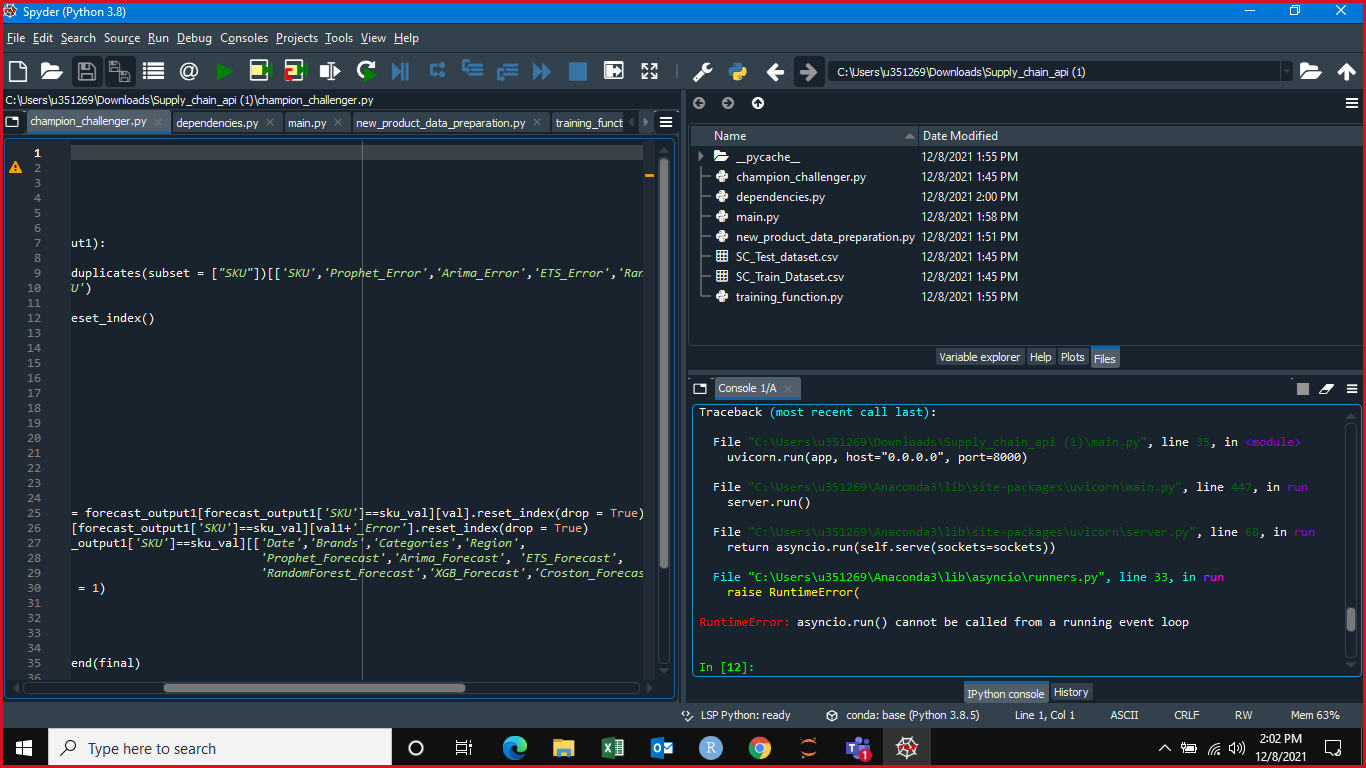 Spyder (Python 3.8)
File Edit Search Source Run Debug Consoles Projects Tools View Help
C:\Users\u351269\Downloads\Supply_chain_api (1)
C:\Users\u351269\Downloads\Supply_chain_api (1)\champion_challenger.py
champion_challenger.py dependencies.py main.py new_product_data_preparation.py training_funct
1
2
3
4
5
6
7 ut1):
8
9 duplicates(subset = ["SKU"])[['SKU','Prophet_Error','Arima_Error','ETS_Error','Ran
10 U')
11
12 eset_index()
13
14
15
16
17
18
19
20
21
22
23
24
25 = forecast_output1[forecast_output1['SKU']==sku_val][val].reset_index(drop = True)
26 [forecast_output1['SKU']==sku_val][val1+'_Error'].reset_index(drop = True)
27 _output1['SKU']==sku_val][['Date','Brands','Categories','Region',
28 'Prophet_Forecast','Arima_Forecast', 'ETS_Forecast',
29 'RandomForest_Forecast','XGB_Forecast','Croston_Forecas
30 = 1)
31
32
33
34
35 end(final)
36
Name Date Modified
__pycache__ 12/8/2021 1:55 PM
champion_challenger.py 12/8/2021 1:45 PM
dependencies.py 12/8/2021 2:00 PM
main.py 12/8/2021 1:58 PM
new_product_data_preparation.py 12/8/2021 1:51 PM
SC_Test_dataset.csv 12/8/2021 1:45 PM
SC_Train_Dataset.csv 12/8/2021 1:45 PM
training_function.py 12/8/2021 1:55 PM
Variable explorer Help Plots Files
Console 1/A
Traceback (most recent call last):
File "C:\Users\u351269\Downloads\Supply_chain_api (1)\main.py", line 35, in <module>
uvicorn.run(app, host="0.0.0.0", port=8000)
File "C:\Users\u351269\Anaconda3\lib\site-packages\uvicorn\main.py", line 447, in run
server.run()
File "C:\Users\u351269\Anaconda3\lib\site-packages\uvicorn\server.py", line 68, in run
return asyncio.run(self.serve(sockets=sockets))
File "C:\Users\u351269\Anaconda3\lib\asyncio\runners.py", line 33, in run
raise RuntimeError(
RuntimeError: asyncio.run() cannot be called from a running event loop
In [12]:
IPython console History
LSP Python: ready conda: base (Python 3.8.5) Line 1, Col 1 ASCII CRLF RW Mem 63%
Type here to search
R
1
2:02 PM
12/8/2021